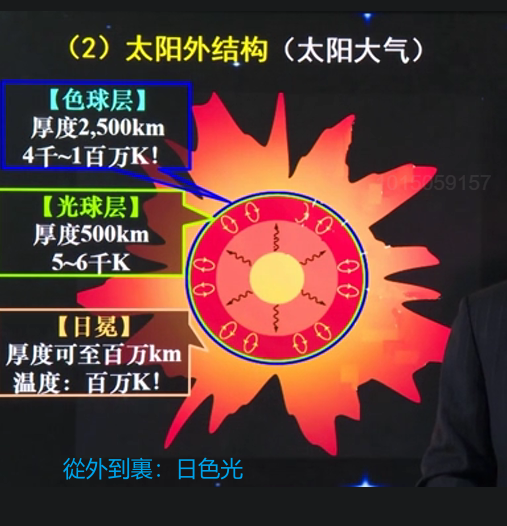 （2）太阳外结构（太阳大气）
【色球层】
厚度2,500km
4千~1百万K！
015059157
【光球层】
厚度500km
5~6千K
【日冕】
厚度可至百万km
温度：百万K！
從外到裏：日色光